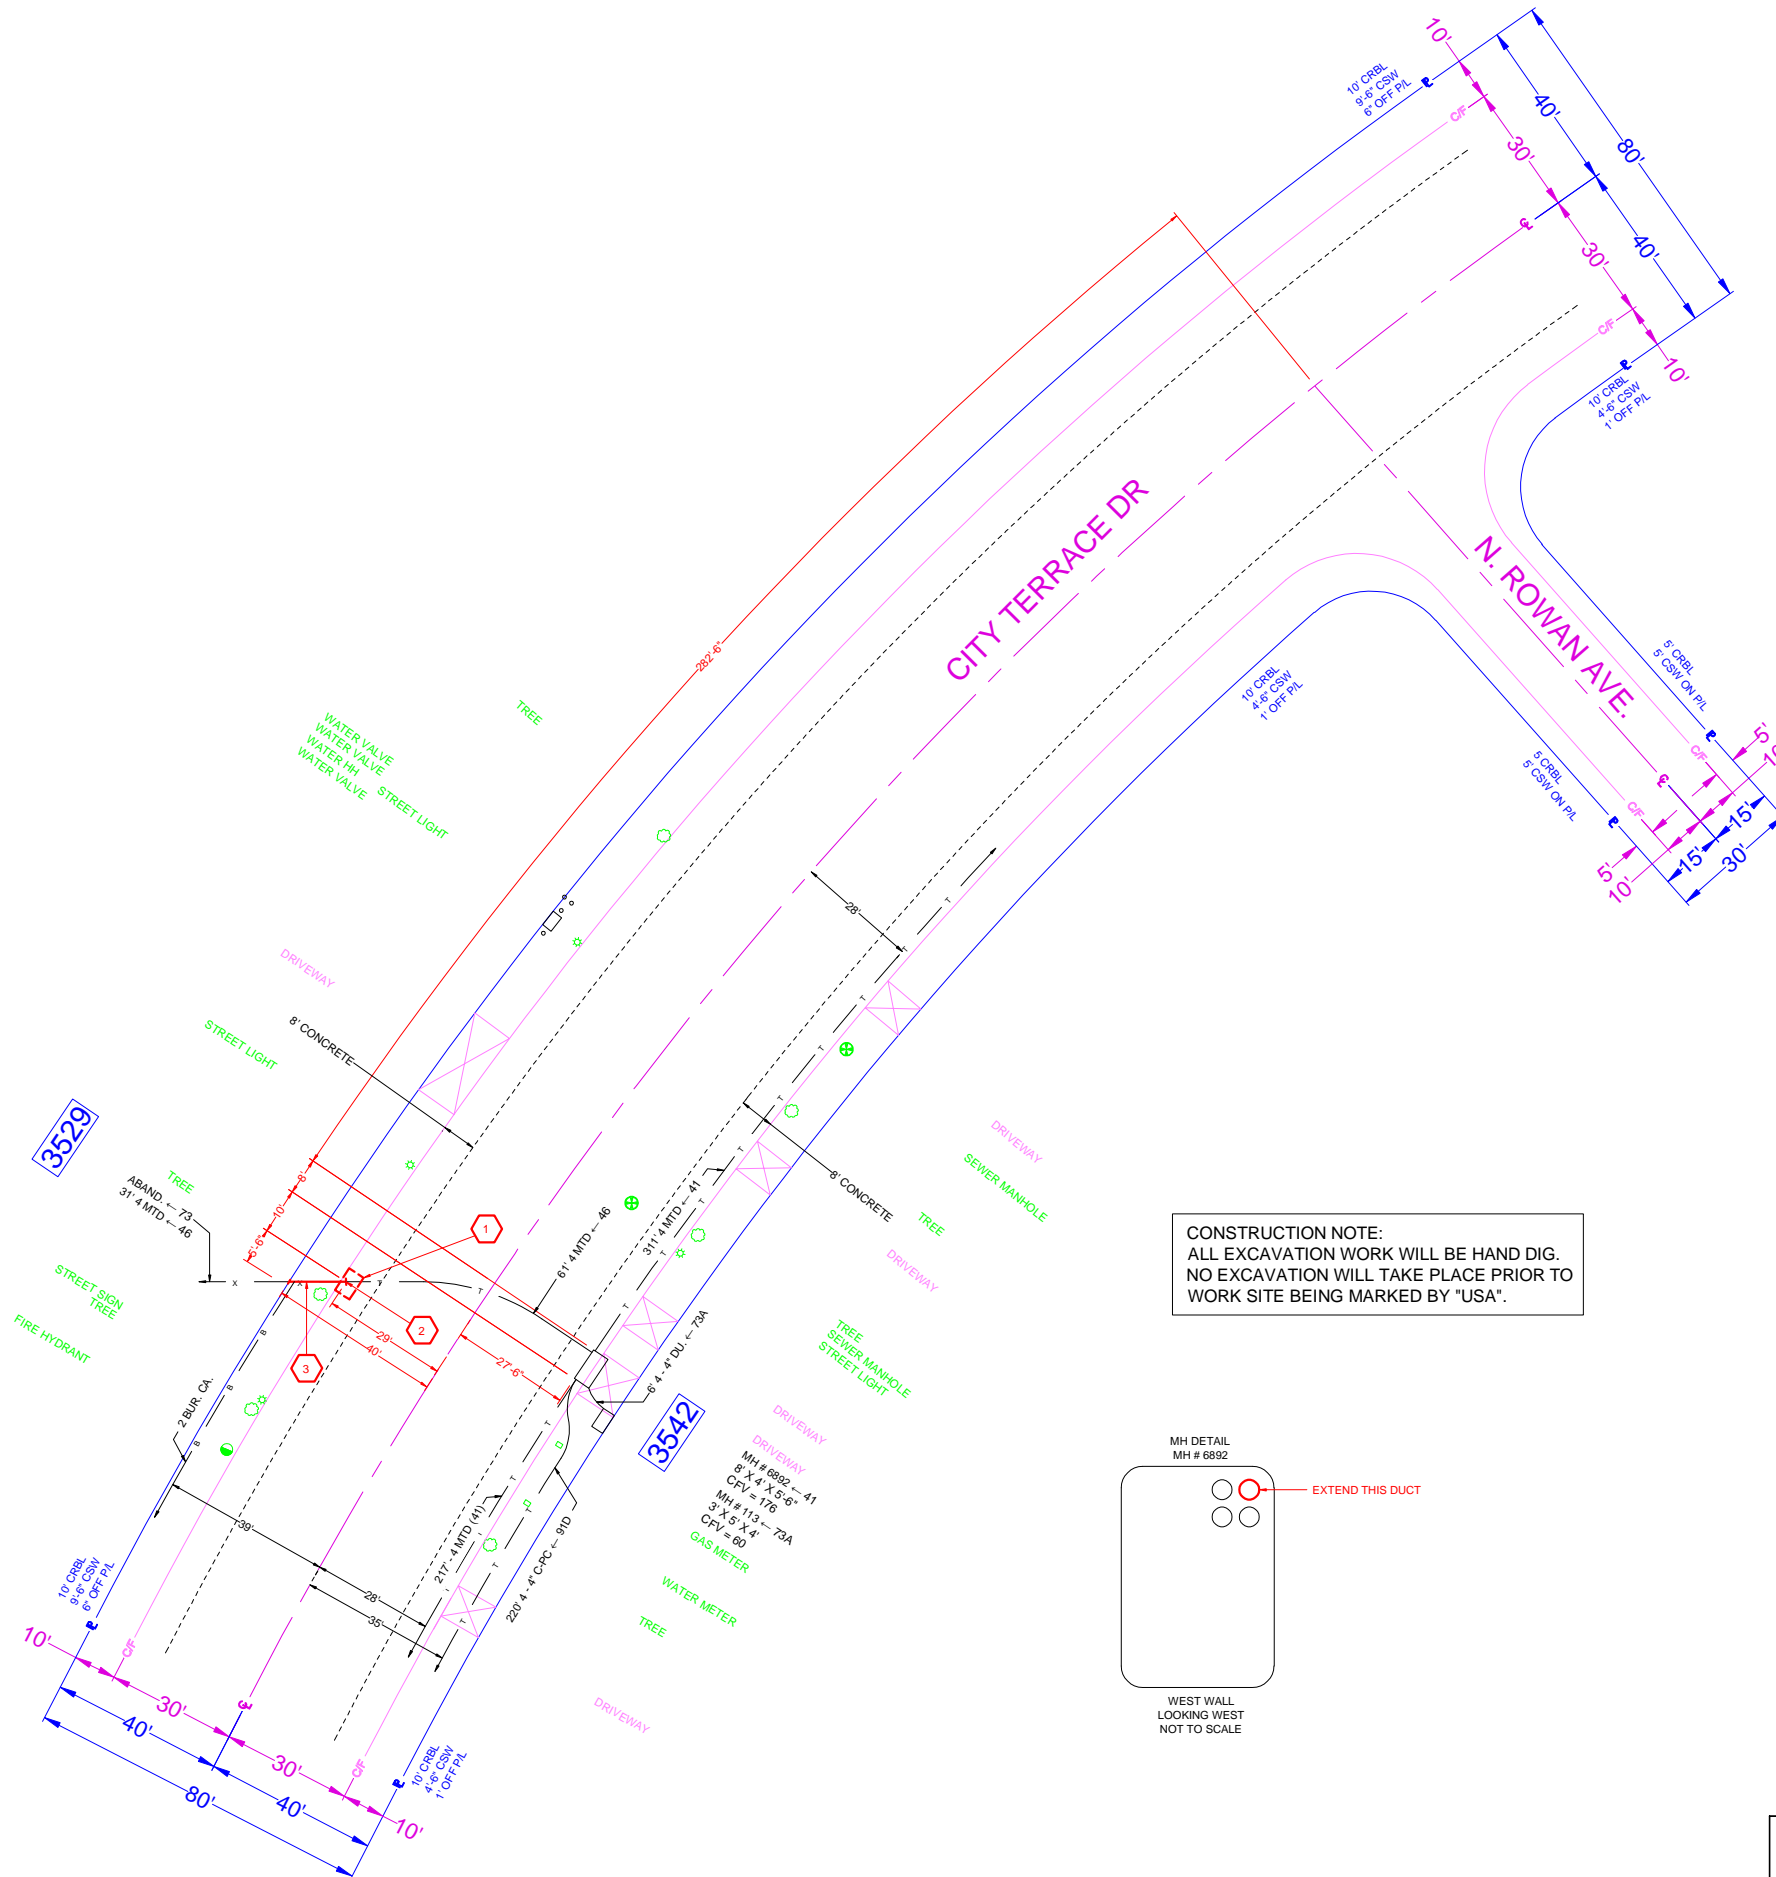 10'
10' CRBL
9'-6" CSW
6" OFF P/L
PL
C/F
40'
80'
30'
CL
40'
30'
C/F
10'
PL
10' CRBL
4'-6" CSW
1' OFF P/L
CITY TERRACE DR
N. ROWAN AVE.
282'-6"
TREE
WATER VALVE
WATER VALVE
WATER HH
WATER VALVE
STREET LIGHT
10' CRBL
4'-6" CSW
1' OFF P/L
5' CRBL
5' CSW ON P/L
PL
C/F
CL
5 CRBL
5' CSW ON P/L
PL
C/F
5'
10'
15'
30'
15'
5'
10'
28'
T
T
T
T
T
T
T
T
T
DRIVEWAY
8' CONCRETE
STREET LIGHT
3529
TREE
ABAND. ← 73
31' 4 MTD ← 46
8'
10'
5'-6"
1
2
3
X
X
T
T
29'
40'
27'-6"
61' 4 MTD ← 46
311' 4 MTD ← 41
8' CONCRETE
DRIVEWAY
SEWER MANHOLE
TREE
DRIVEWAY
STREET SIGN
TREE
FIRE HYDRANT
2 BUR. CA.
B
B
B
6' 4 - 4" DU. ← 73A
TREE
SEWER MANHOLE
STREET LIGHT
3542
DRIVEWAY
DRIVEWAY
MH # 6892 ← 41
8' X 4' X 5'-6"
CFV = 176
MH # 113 ← 73A
3' X 5' X 4'
CFV = 60
GAS METER
WATER METER
TREE
DRIVEWAY
39'
28'
35'
217' - 4 MTD (41)
220' 4 - 4" C-PC ← 91D
T
T
T
T
T
T
T
10' CRBL
9'-6" CSW
6" OFF P/L
PL
C/F
CL
10'
30'
40'
80'
30'
40'
10'
C/F
PL
10' CRBL
4'-6" CSW
1' OFF P/L
CONSTRUCTION NOTE:
ALL EXCAVATION WORK WILL BE HAND DIG.
NO EXCAVATION WILL TAKE PLACE PRIOR TO
WORK SITE BEING MARKED BY "USA".
MH DETAIL
MH # 6892
EXTEND THIS DUCT
WEST WALL
LOOKING WEST
NOT TO SCALE